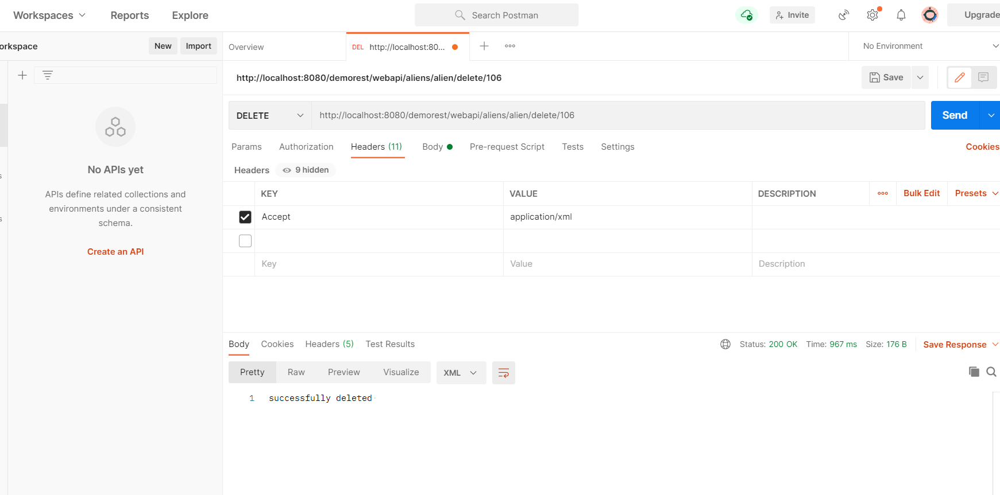 Workspaces Reports Explore Search Postman Invite Upgrade
orkspace New Import Overview DEL http://localhost:80... No Environment
http://localhost:8080/demorest/webapi/aliens/alien/delete/106 Save
DELETE http://localhost:8080/demorest/webapi/aliens/alien/delete/106 Send
Params Authorization Headers (11) Body Pre-request Script Tests Settings Cookies
Headers 9 hidden
No APIs yet
APIs define related collections and
environments under a consistent
schema.
Create an API
KEY VALUE DESCRIPTION Bulk Edit Presets
Accept application/xml
Key Value Description
s
s
Body Cookies Headers (5) Test Results Status: 200 OK Time: 967 ms Size: 176 B Save Response
Pretty Raw Preview Visualize XML
1 successfully deleted